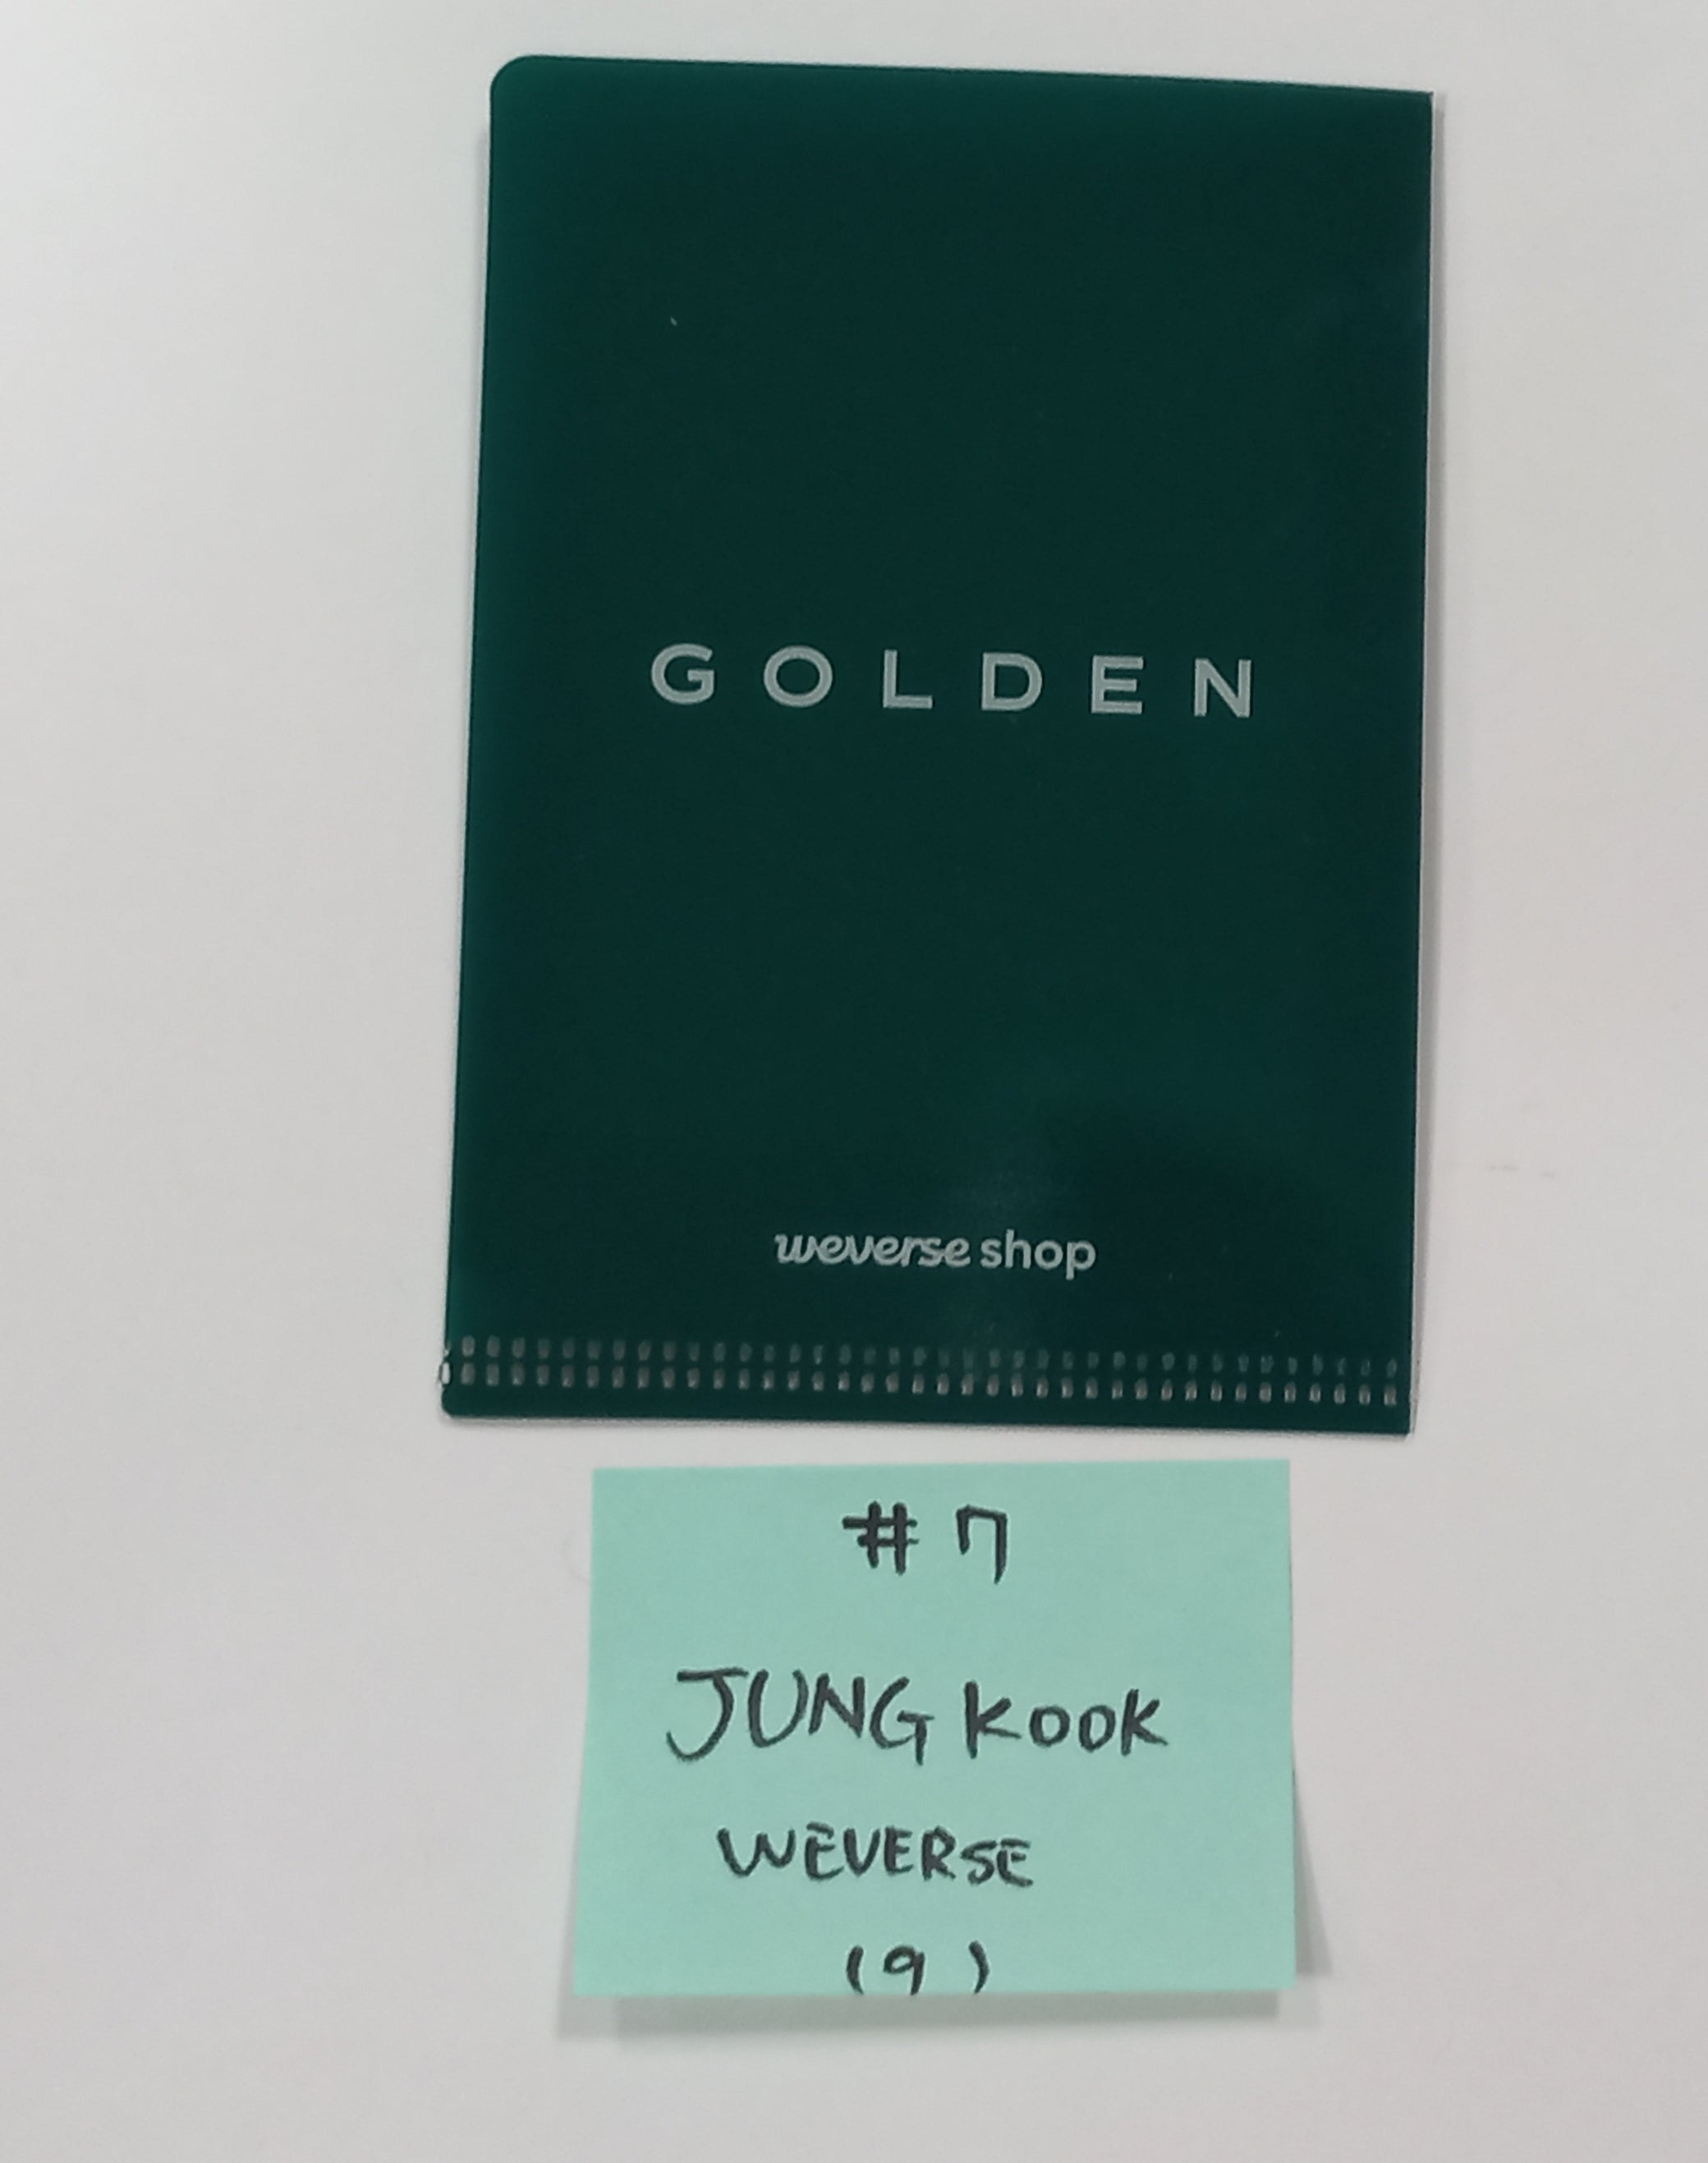 GOLDEN
weverse shop
#7
JUNG KOOK
WEVERSE
(9)